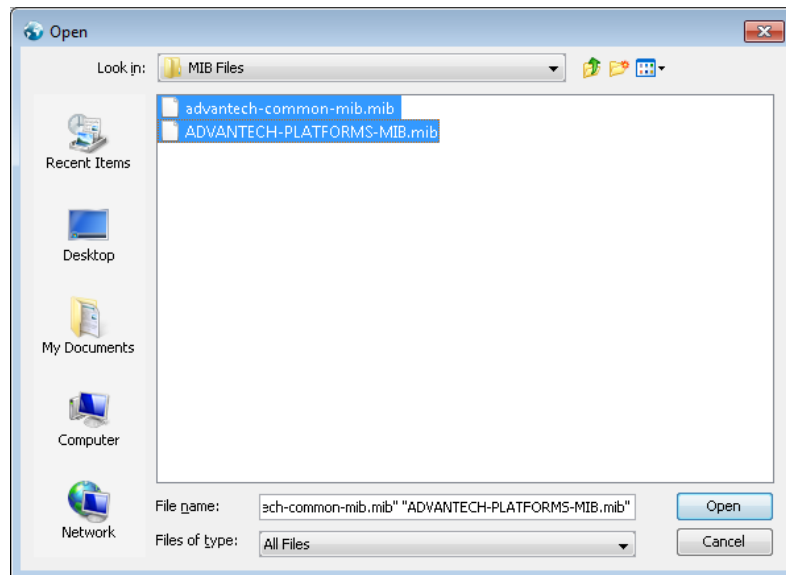 Open
Look in:
MIB Files
advantech-common-mib.mib
ADVANTECH-PLATFORMS-MIB.mib
Recent Items
Desktop
My Documents
Computer
Network
File name:
ech-common-mib.mib" "ADVANTECH-PLATFORMS-MIB.mib"
Open
Files of type:
All Files
Cancel